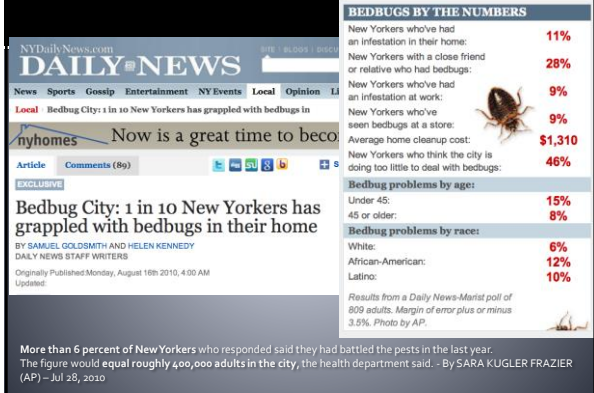 NYDailyNews.com
DAILY NEWS
SITE BLOGS DISCU
News Sports Gossip Entertainment NY Events Local Opinion Li
Local Bedbug City: 1 in 10 New Yorkers has grappled with bedbugs in
nyhomes Now is a great time to beco
Article Comments (89) S
EXCLUSIVE
Bedbug City: 1 in 10 New Yorkers has
grappled with bedbugs in their home
BY SAMUEL GOLDSMITH AND HELEN KENNEDY
DAILY NEWS STAFF WRITERS
Originally Published:Monday, August 16th 2010, 4:00 AM
Updated:
BEDBUGS BY THE NUMBERS
New Yorkers who've had
an infestation in their home: 11%
New Yorkers with a close friend
or relative who had bedbugs: 28%
New Yorkers who've had
an infestation at work: 9%
New Yorkers who've
seen bedbugs at a store: 9%
Average home cleanup cost: $1,310
New Yorkers who think the city is
doing too little to deal with bedbugs: 46%
Bedbug problems by age:
Under 45: 15%
45 or older: 8%
Bedbug problems by race:
White: 6%
African-American: 12%
Latino: 10%
Results from a Daily News-Marist poll of
809 adults. Margin of error plus or minus
3.5%. Photo by AP.
More than 6 percent of New Yorkers who responded said they had battled the pests in the last year.
The figure would equal roughly 400,000 adults in the city, the health department said. - By SARA KUGLER FRAZIER
(AP) – Jul 28, 2010